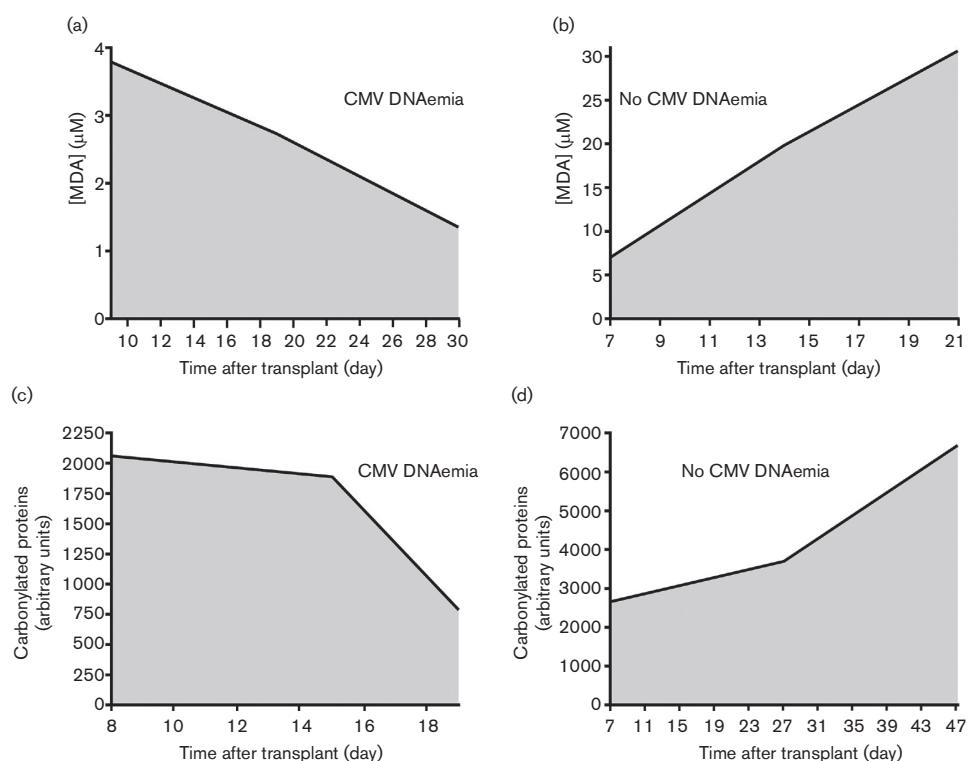 (a)
4
3
2
1
0
[MDA] (μM)
CMV DNAemia
10 12 14 16 18 20 22 24 26 28 30
Time after transplant (day)
(b)
30
25
20
15
10
5
0
[MDA] (μM)
No CMV DNAemia
7 9 11 13 15 17 19 21
Time after transplant (day)
(c)
2250
2000
1750
1500
1250
1000
750
500
250
0
Carbonylated proteins
(arbitrary units)
CMV DNAemia
8 10 12 14 16 18
Time after transplant (day)
(d)
7000
6000
5000
4000
3000
2000
1000
0
Carbonylated proteins
(arbitrary units)
No CMV DNAemia
7 11 15 19 23 27 31 35 39 43 47
Time after transplant (day)